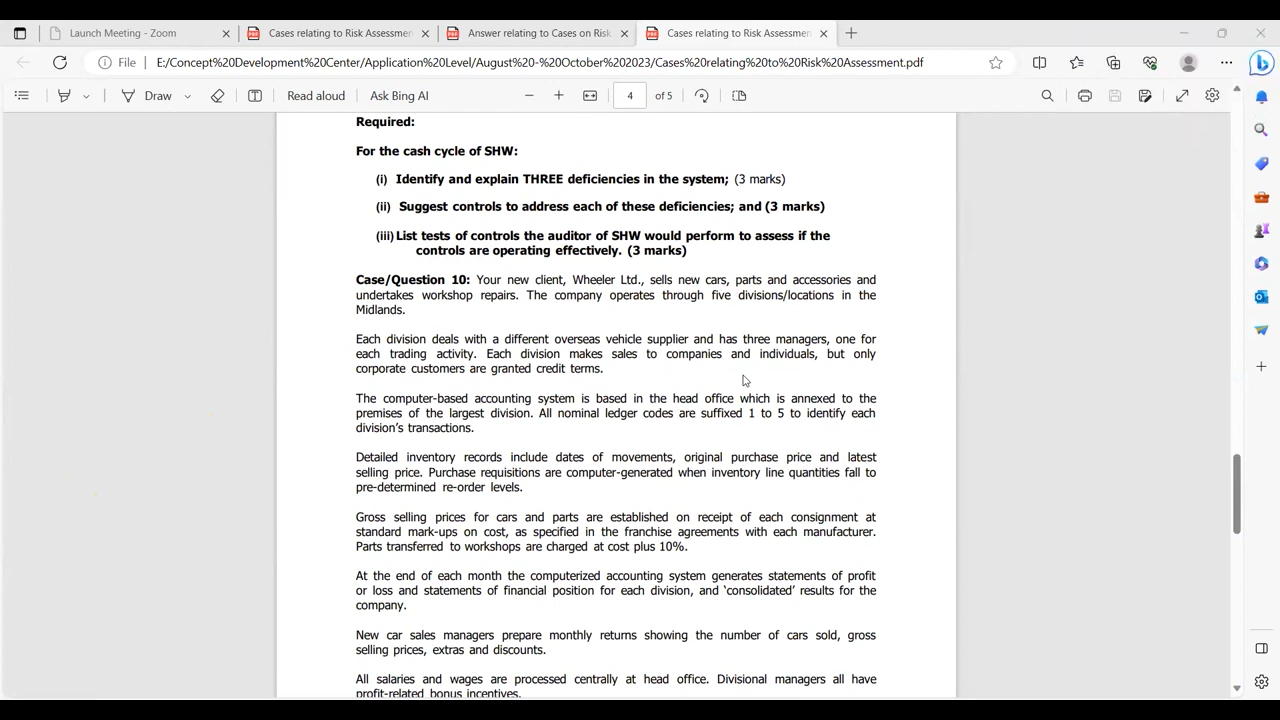 Launch Meeting - Zoom
Cases relating to Risk Assessmen
Answer relating to Cases on Risk
Cases relating to Risk Assessmen
File
E:/Concept%20Development%20Center/Application%20Level/August%20-%20October%202023/Cases%20relating%20to%20Risk%20Assessment.pdf
Draw
Read aloud
Ask Bing AI
4
of 5
Required:
For the cash cycle of SHW:
(i) Identify and explain THREE deficiencies in the system; (3 marks)
(ii) Suggest controls to address each of these deficiencies; and (3 marks)
(iii) List tests of controls the auditor of SHW would perform to assess if the
controls are operating effectively. (3 marks)
Case/Question 10: Your new client, Wheeler Ltd., sells new cars, parts and accessories and
undertakes workshop repairs. The company operates through five divisions/locations in the
Midlands.
Each division deals with a different overseas vehicle supplier and has three managers, one for
each trading activity. Each division makes sales to companies and individuals, but only
corporate customers are granted credit terms.
The computer-based accounting system is based in the head office which is annexed to the
premises of the largest division. All nominal ledger codes are suffixed 1 to 5 to identify each
division's transactions.
Detailed inventory records include dates of movements, original purchase price and latest
selling price. Purchase requisitions are computer-generated when inventory line quantities fall to
pre-determined re-order levels.
Gross selling prices for cars and parts are established on receipt of each consignment at
standard mark-ups on cost, as specified in the franchise agreements with each manufacturer.
Parts transferred to workshops are charged at cost plus 10%.
At the end of each month the computerized accounting system generates statements of profit
or loss and statements of financial position for each division, and 'consolidated' results for the
company.
New car sales managers prepare monthly returns showing the number of cars sold, gross
selling prices, extras and discounts.
All salaries and wages are processed centrally at head office. Divisional managers all have
profit-related bonus incentives.